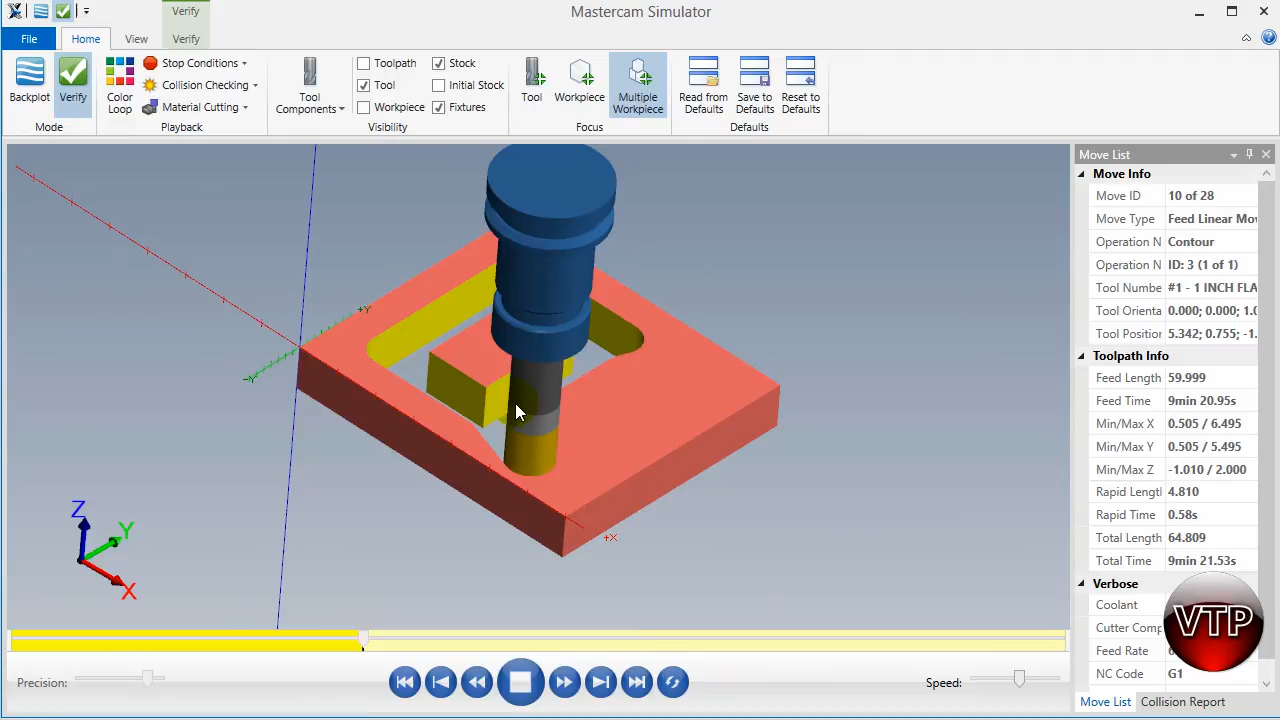 Verify
Mastercam Simulator
File
Home
View
Verify
Backplot
Verify
Mode
Color
Loop
Stop Conditions
Collision Checking
Material Cutting
Playback
Tool
Components
Toolpath
Tool
Workpiece
Stock
Initial Stock
Fixtures
Visibility
Tool
Workpiece
Multiple
Workpiece
Focus
Read from
Defaults
Save to
Defaults
Reset to
Defaults
Defaults
+Y
-Y
+X
Z
Y
X
Move List
Move Info
Move ID 10 of 28
Move Type Feed Linear Mov
Operation N Contour
Operation N ID: 3 (1 of 1)
Tool Numbe #1 - 1 INCH FLA
Tool Orienta 0.000; 0.000; 1.0
Tool Position 5.342; 0.755; -1.
Toolpath Info
Feed Length 59.999
Feed Time 9min 20.95s
Min/Max X 0.505 / 6.495
Min/Max Y 0.505 / 5.495
Min/Max Z -1.010 / 2.000
Rapid Lengtl 4.810
Rapid Time 0.58s
Total Length 64.809
Total Time 9min 21.53s
Verbose
Coolant
Cutter Comp
Feed Rate
NC Code G1
VTP
Move List
Collision Report
Precision:
Speed: